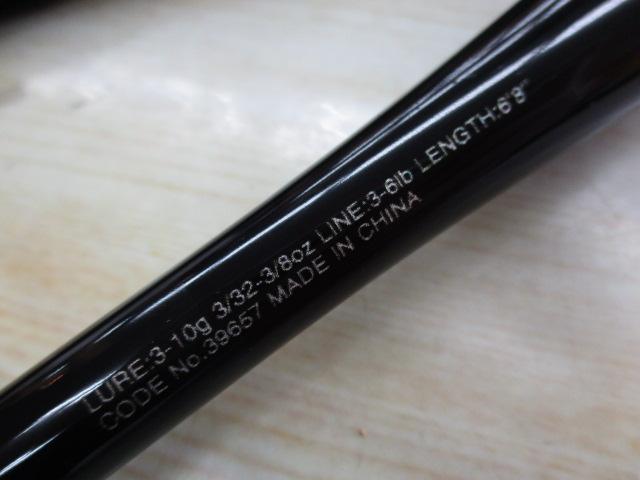 LURE:3-10g 3/32-3/8oz LINE:3-6lb LENGTH:6'8"
CODE No.39657 MADE IN CHINA